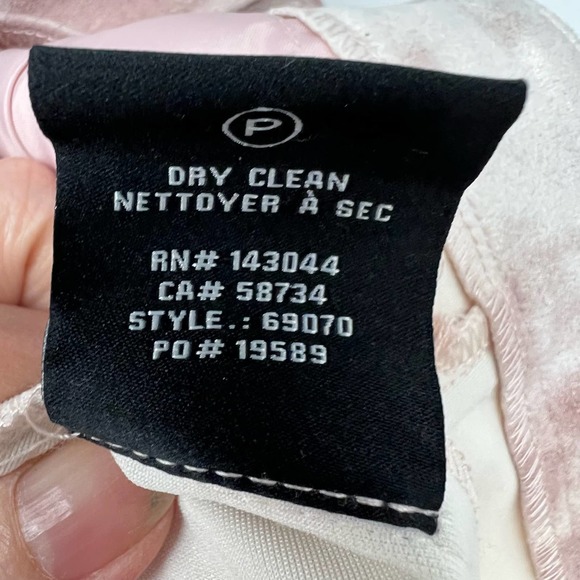 P
DRY CLEAN
NETTOYER À SEC
RN# 143044
CA# 58734
STYLE.: 69070
PO# 19589